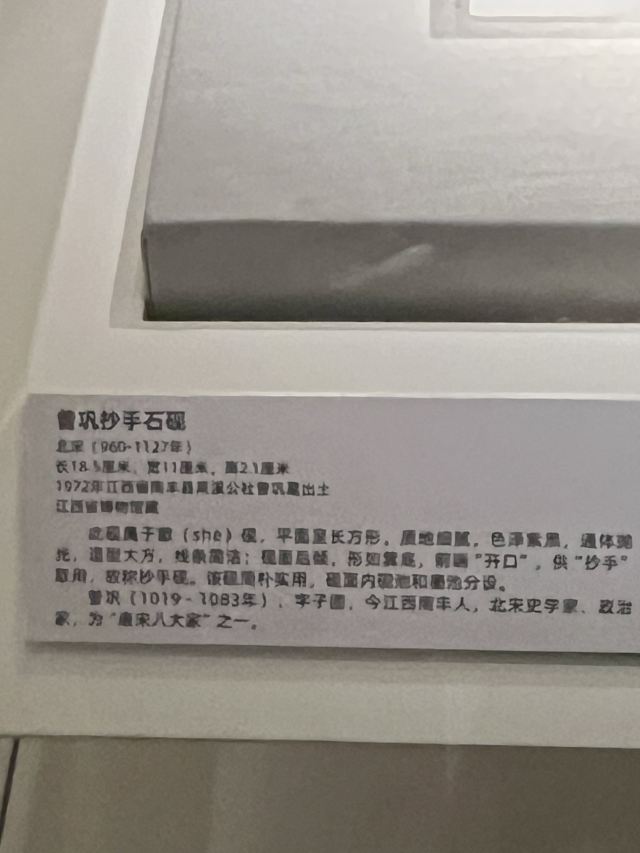 曾巩抄手石砚
北宋（960-1127年）
长18.5厘米，宽11厘米，高2.1厘米
1972年江西省南丰县周源公社曾巩墓出土
江西省博物馆藏
此砚属于歙（she）砚，平面呈长方形，质地细腻，色泽紫黑，通体抛
光，造型大方，线条简洁；砚面后倾，形如箕底，前端“开口”，供“抄手”
取用，故称抄手砚。该砚简朴实用，砚面内砚池和墨池分设。
曾巩（1019-1083年），字子固，今江西南丰人，北宋史学家、政治
家，为“唐宋八大家”之一。